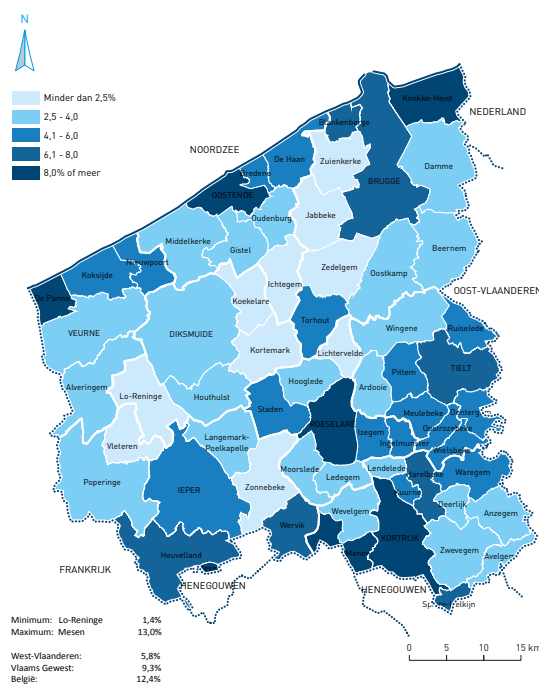 N
Minder dan 2,5%
2,5 - 4,0
4,1 - 6,0
6,1 - 8,0
8,0% of meer
NOORDZEE
NEDERLAND
Knokke-Heist
Blankenberge
De Haan
Zuienkerke
Damme
Bredene
BRUGGE
OOSTENDE
Oudenburg
Jabbeke
Middelkerke
Gistel
Beernem
Nieuwpoort
Koksijde
Zedelgem
Oostkamp
Ichtegem
OOST-VLAANDEREN
De Panne
Koekelare
Torhout
VEURNE
DIKSMUIDE
Wingene
Ruiselede
Kortemark
Lichtervelde
TIELT
Pittem
Alveringem
Lo-Reninge
Houthulst
Hooglede
Ardooie
Staden
Meulebeke
Dentergem
ROESELARE
Oostrozebeke
Izegem
Ingelmunster
Vleteren
Langemark-
Poelkapelle
Wielsbeke
Moorslede
Lendelede
Harelbeke
Waregem
Poperinge
Ledegem
IEPER
Zonnebeke
Kuurne
Deerlijk
Wevelgem
Anzegem
Wervik
KORTRIJK
Heuvelland
Menen
Zwevegem
Avelgem
FRANKRIJK
HENEGOUWEN
HENEGOUWEN
Minimum: Lo-Reninge 1,4%
Maximum: Mesen 13,0%
West-Vlaanderen: 5,8%
Vlaams Gewest: 9,3%
België: 12,4%
0 5 10 15 km